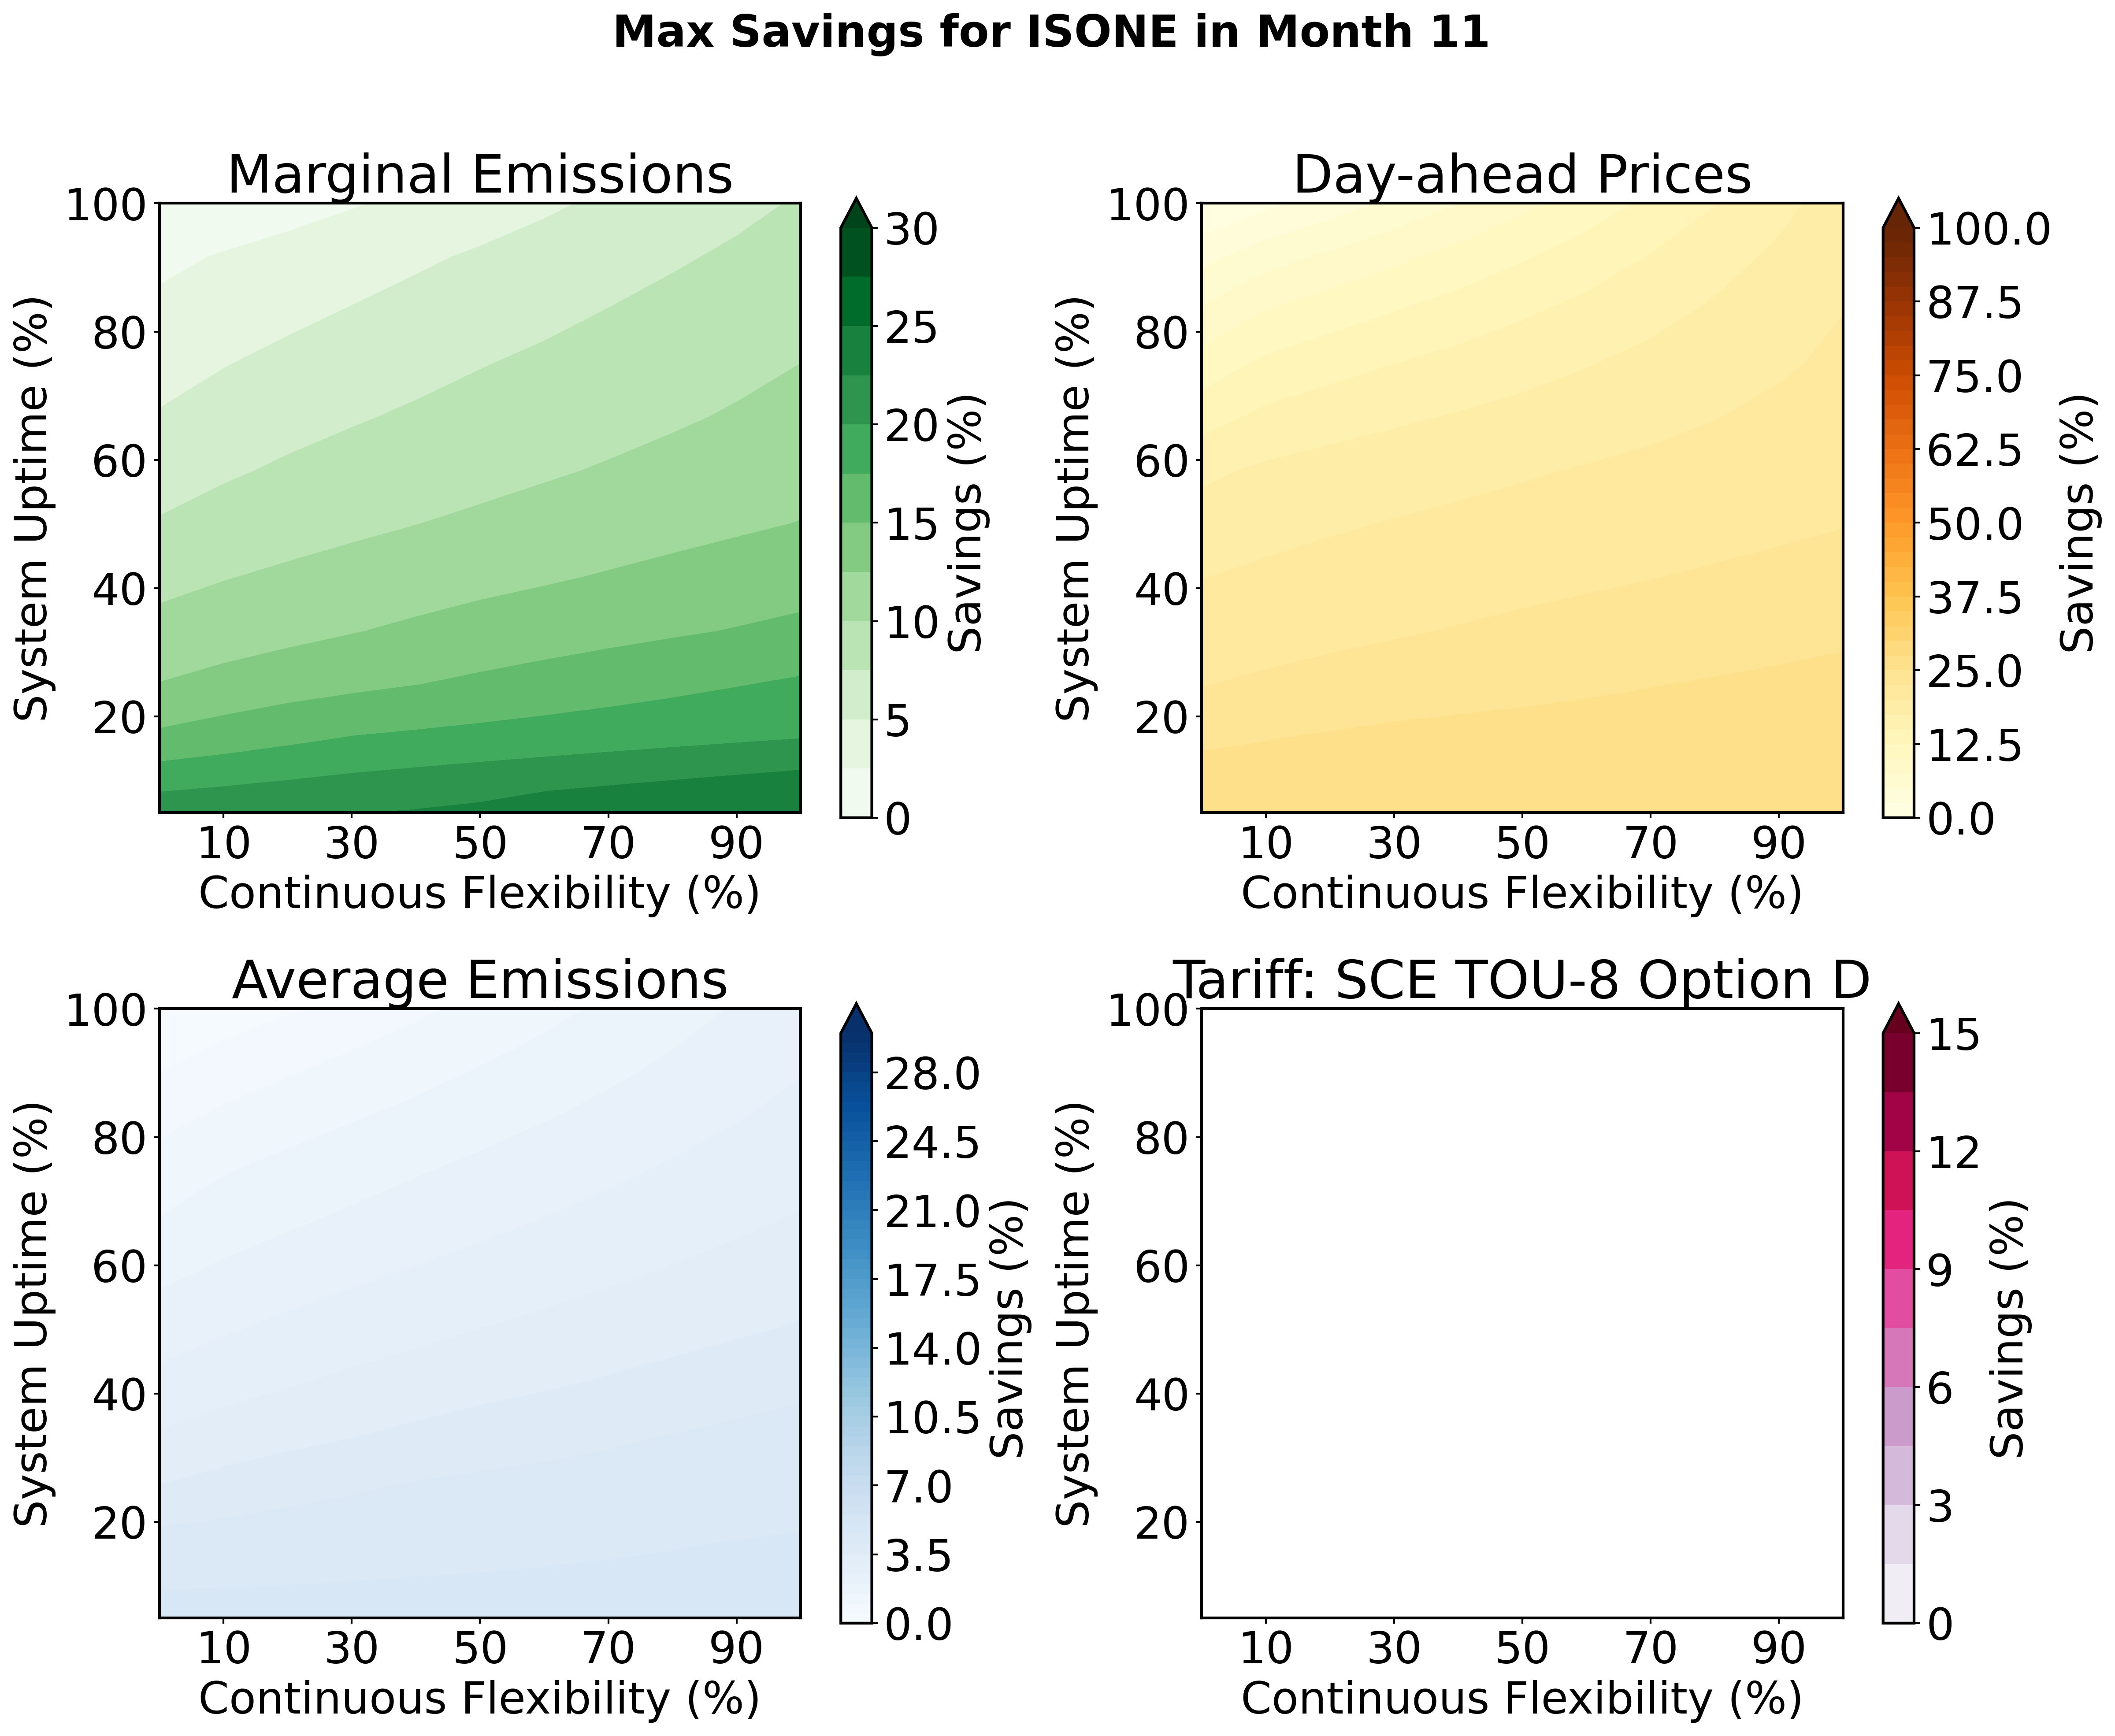 Max Savings for ISONE in Month 11
Marginal Emissions
100
80
60
40
20
System Uptime (%)
10 30 50 70 90
Continuous Flexibility (%)
30
25
20
15
10
5
0
Savings (%)
Day-ahead Prices
100
80
60
40
20
System Uptime (%)
10 30 50 70 90
Continuous Flexibility (%)
100.0
87.5
75.0
62.5
50.0
37.5
25.0
12.5
0.0
Savings (%)
Average Emissions
100
80
60
40
20
System Uptime (%)
10 30 50 70 90
Continuous Flexibility (%)
28.0
24.5
21.0
17.5
14.0
10.5
7.0
3.5
0.0
Savings (%)
Tariff: SCE TOU-8 Option D
100
80
60
40
20
System Uptime (%)
10 30 50 70 90
Continuous Flexibility (%)
15
12
9
6
3
0
Savings (%)